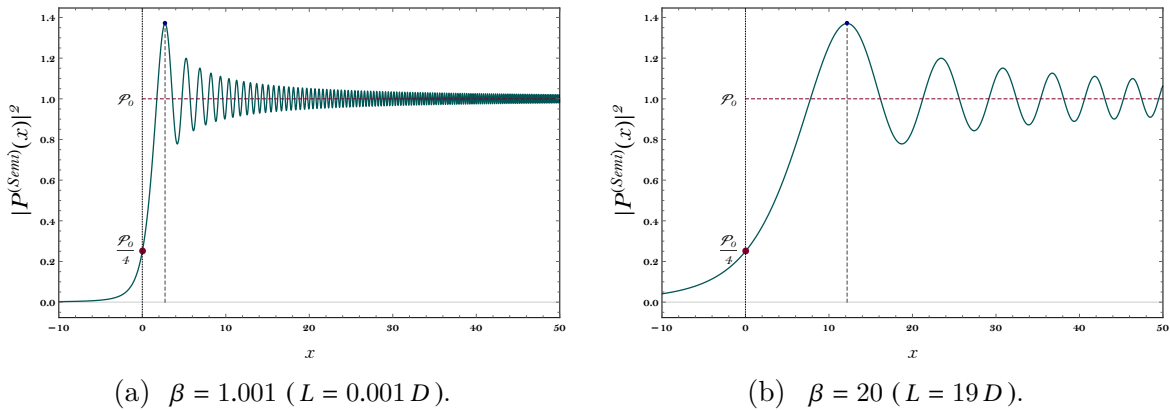 1.4
1.2
𝒫₀ 1.0
0.8
0.6
0.4
𝒫₀/4
0.2
0.0
|P^(Semi)(x)|²
−10 0 10 20 30 40 50
x
(a) β = 1.001 ( L = 0.001 D ).
1.4
1.2
𝒫₀ 1.0
0.8
0.6
0.4
𝒫₀/4
0.2
0.0
|P^(Semi)(x)|²
−10 0 10 20 30 40 50
x
(b) β = 20 ( L = 19 D ).